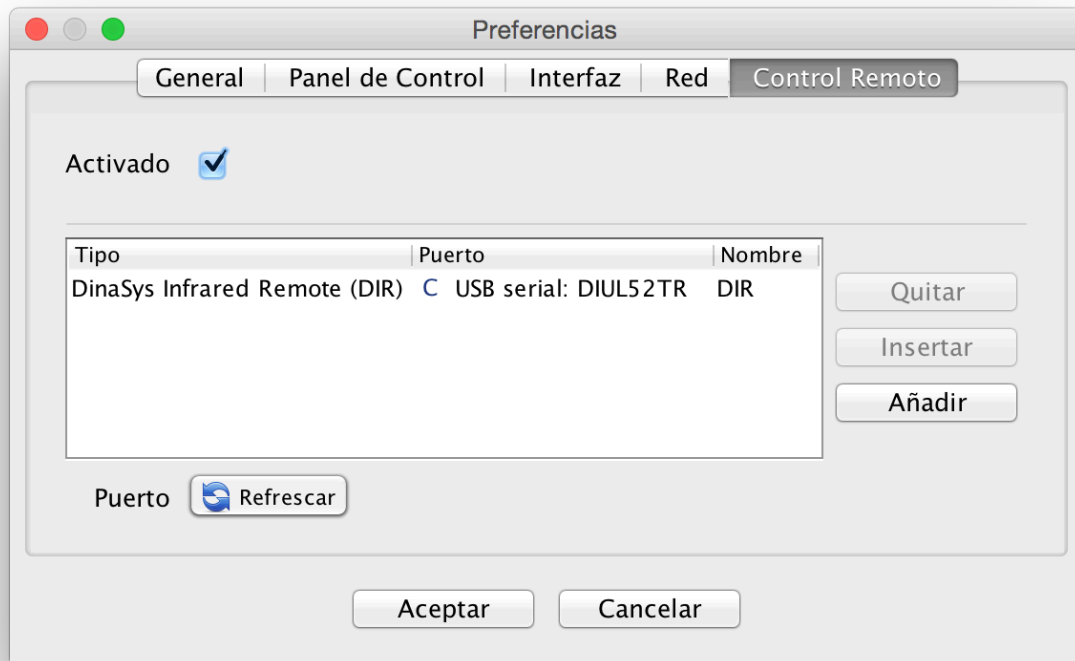 Preferencias
General Panel de Control Interfaz Red Control Remoto
Activado
Tipo Puerto Nombre
DinaSys Infrared Remote (DIR) C USB serial: DIUL52TR DIR
Quitar
Insertar
Añadir
Puerto Refrescar
Aceptar Cancelar